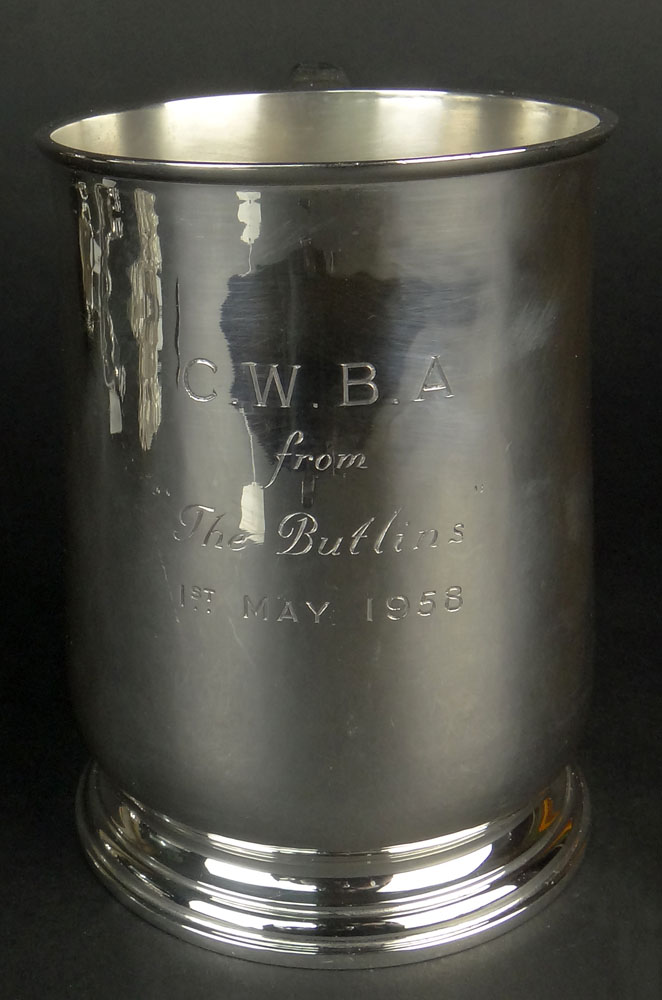 C.W.B.A
from
"The Butlins"
1ST MAY 1958